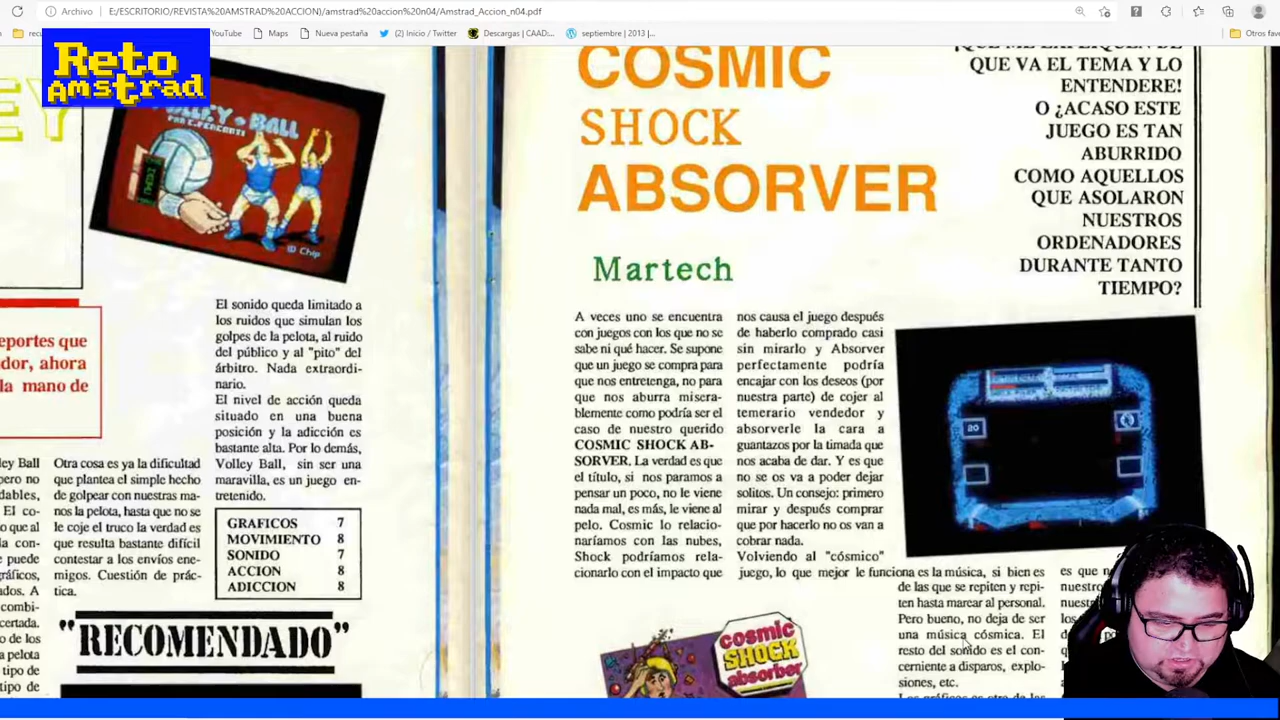 Archivo
E:/ESCRITORIO/REVISTA%20AMSTRAD%20ACCION)/amstrad%20accion%20n04/Amstrad_Accion_n04.pdf
YouTube
Maps
Nueva pestaña
(2) Inicio / Twitter
Descargas | CAAD:...
septiembre | 2013 |...
Otros fav
Reto
Amstrad
EY
VOLLEY-BALL
Chip
eportes que
dor, ahora
la mano de
El sonido queda limitado a
los ruidos que simulan los
golpes de la pelota, al ruido
del público y al "pito" del
árbitro. Nada extraordi-
nario.
El nivel de acción queda
situado en una buena
posición y la adicción es
bastante alta. Por lo demás,
Volley Ball, sin ser una
maravilla, es un juego en-
tretenido.
Otra cosa es ya la dificultad
que plantea el simple hecho
de golpear con nuestras ma-
nos la pelota, hasta que no se
le coje el truco la verdad es
que resulta bastante difícil
contestar a los envíos ene-
migos. Cuestión de prác-
tica.
GRAFICOS 7
MOVIMIENTO 8
SONIDO 7
ACCION 8
ADICCION 8
"RECOMENDADO"
COSMIC
SHOCK
ABSORVER
Martech
¡QUE ME EXPLIQUEN DE
QUE VA EL TEMA Y LO
ENTENDERE!
O ¿ACASO ESTE
JUEGO ES TAN
ABURRIDO
COMO AQUELLOS
QUE ASOLARON
NUESTROS
ORDENADORES
DURANTE TANTO
TIEMPO?
A veces uno se encuentra
con juegos con los que no se
sabe ni qué hacer. Se supone
que un juego se compra para
que nos entretenga, no para
que nos aburra misera-
blemente como podría ser el
caso de nuestro querido
COSMIC SHOCK AB-
SORVER. La verdad es que
el título, si nos paramos a
pensar un poco, no le viene
nada mal, es más, le viene al
pelo. Cosmic lo relacio-
naríamos con las nubes,
Shock podríamos rela-
cionarlo con el impacto que
nos causa el juego después
de haberlo comprado casi
sin mirarlo y Absorver
perfectamente podría
encajar con los deseos (por
nuestra parte) de cojer al
temerario vendedor y
absorverle la cara a
guantazos por la timada que
nos acaba de dar. Y es que
no se os va a poder dejar
solitos. Un consejo: primero
mirar y después comprar
que por hacerlo no os van a
cobrar nada.
Volviendo al "cósmico"
juego, lo que mejor le funciona es la música, si bien es
de las que se repiten y repi-
ten hasta marear al personal.
Pero bueno, no deja de ser
una música cósmica. El
resto del sonido es el con-
cerniente a disparos, explo-
siones, etc.
20
cosmic
SHOCK
absorber